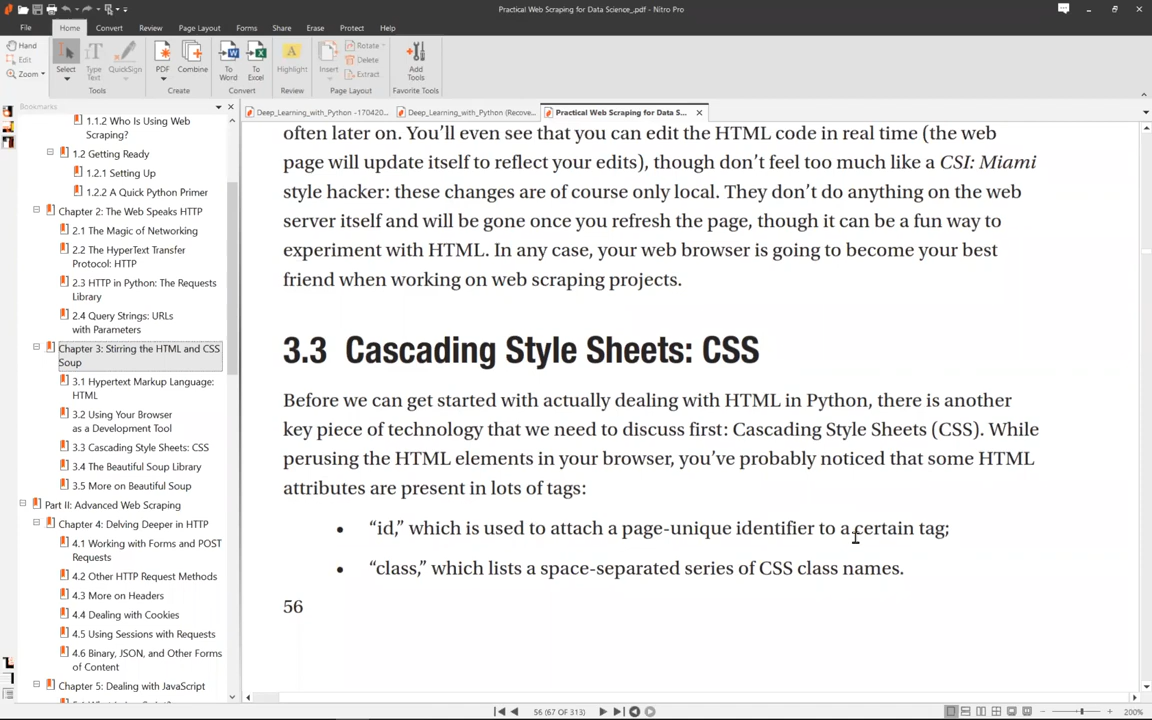 Practical Web Scraping for Data Science_.pdf - Nitro Pro
File Home Convert Review Page Layout Forms Share Erase Protect Help
Hand
Edit
Zoom
Select
Type Text
QuickSign
PDF
Combine
To Word
To Excel
Highlight
Insert
Rotate
Delete
Extract
Add Tools
Tools Create Convert Review Page Layout Favorite Tools
Bookmarks
Deep_Learning_with_Python -170420...
Deep_Learning_with_Python (Recove...
Practical Web Scraping for Data S...
1.1.2 Who Is Using Web
Scraping?
1.2 Getting Ready
1.2.1 Setting Up
1.2.2 A Quick Python Primer
Chapter 2: The Web Speaks HTTP
2.1 The Magic of Networking
2.2 The HyperText Transfer
Protocol: HTTP
2.3 HTTP in Python: The Requests
Library
2.4 Query Strings: URLs
with Parameters
Chapter 3: Stirring the HTML and CSS
Soup
3.1 Hypertext Markup Language:
HTML
3.2 Using Your Browser
as a Development Tool
3.3 Cascading Style Sheets: CSS
3.4 The Beautiful Soup Library
3.5 More on Beautiful Soup
Part II: Advanced Web Scraping
Chapter 4: Delving Deeper in HTTP
4.1 Working with Forms and POST
Requests
4.2 Other HTTP Request Methods
4.3 More on Headers
4.4 Dealing with Cookies
4.5 Using Sessions with Requests
4.6 Binary, JSON, and Other Forms
of Content
Chapter 5: Dealing with JavaScript
often later on. You’ll even see that you can edit the HTML code in real time (the web
page will update itself to reflect your edits), though don’t feel too much like a CSI: Miami
style hacker: these changes are of course only local. They don’t do anything on the web
server itself and will be gone once you refresh the page, though it can be a fun way to
experiment with HTML. In any case, your web browser is going to become your best
friend when working on web scraping projects.
3.3 Cascading Style Sheets: CSS
Before we can get started with actually dealing with HTML in Python, there is another
key piece of technology that we need to discuss first: Cascading Style Sheets (CSS). While
perusing the HTML elements in your browser, you’ve probably noticed that some HTML
attributes are present in lots of tags:
• “id,” which is used to attach a page-unique identifier to a certain tag;
• “class,” which lists a space-separated series of CSS class names.
56
56 (67 OF 313)
200%